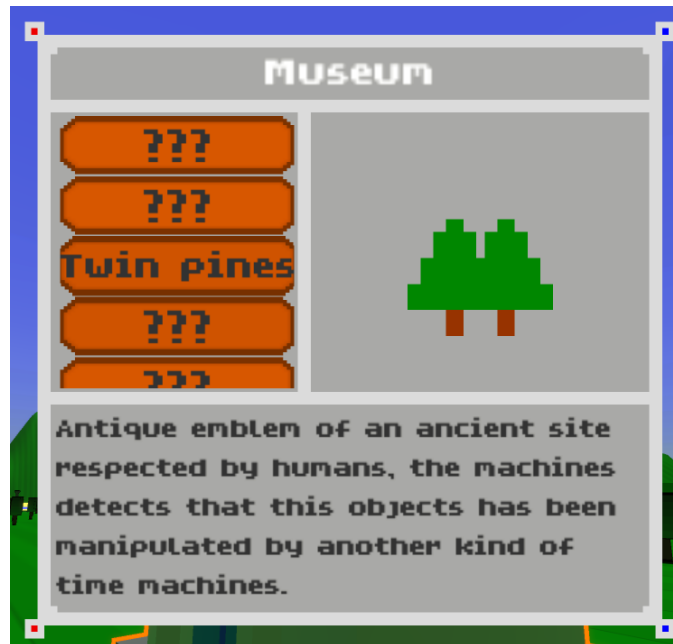 Museum
???
???
Twin pines
???
???
Antique emblem of an ancient site
respected by humans, the machines
detects that this objects has been
manipulated by another kind of
time machines.